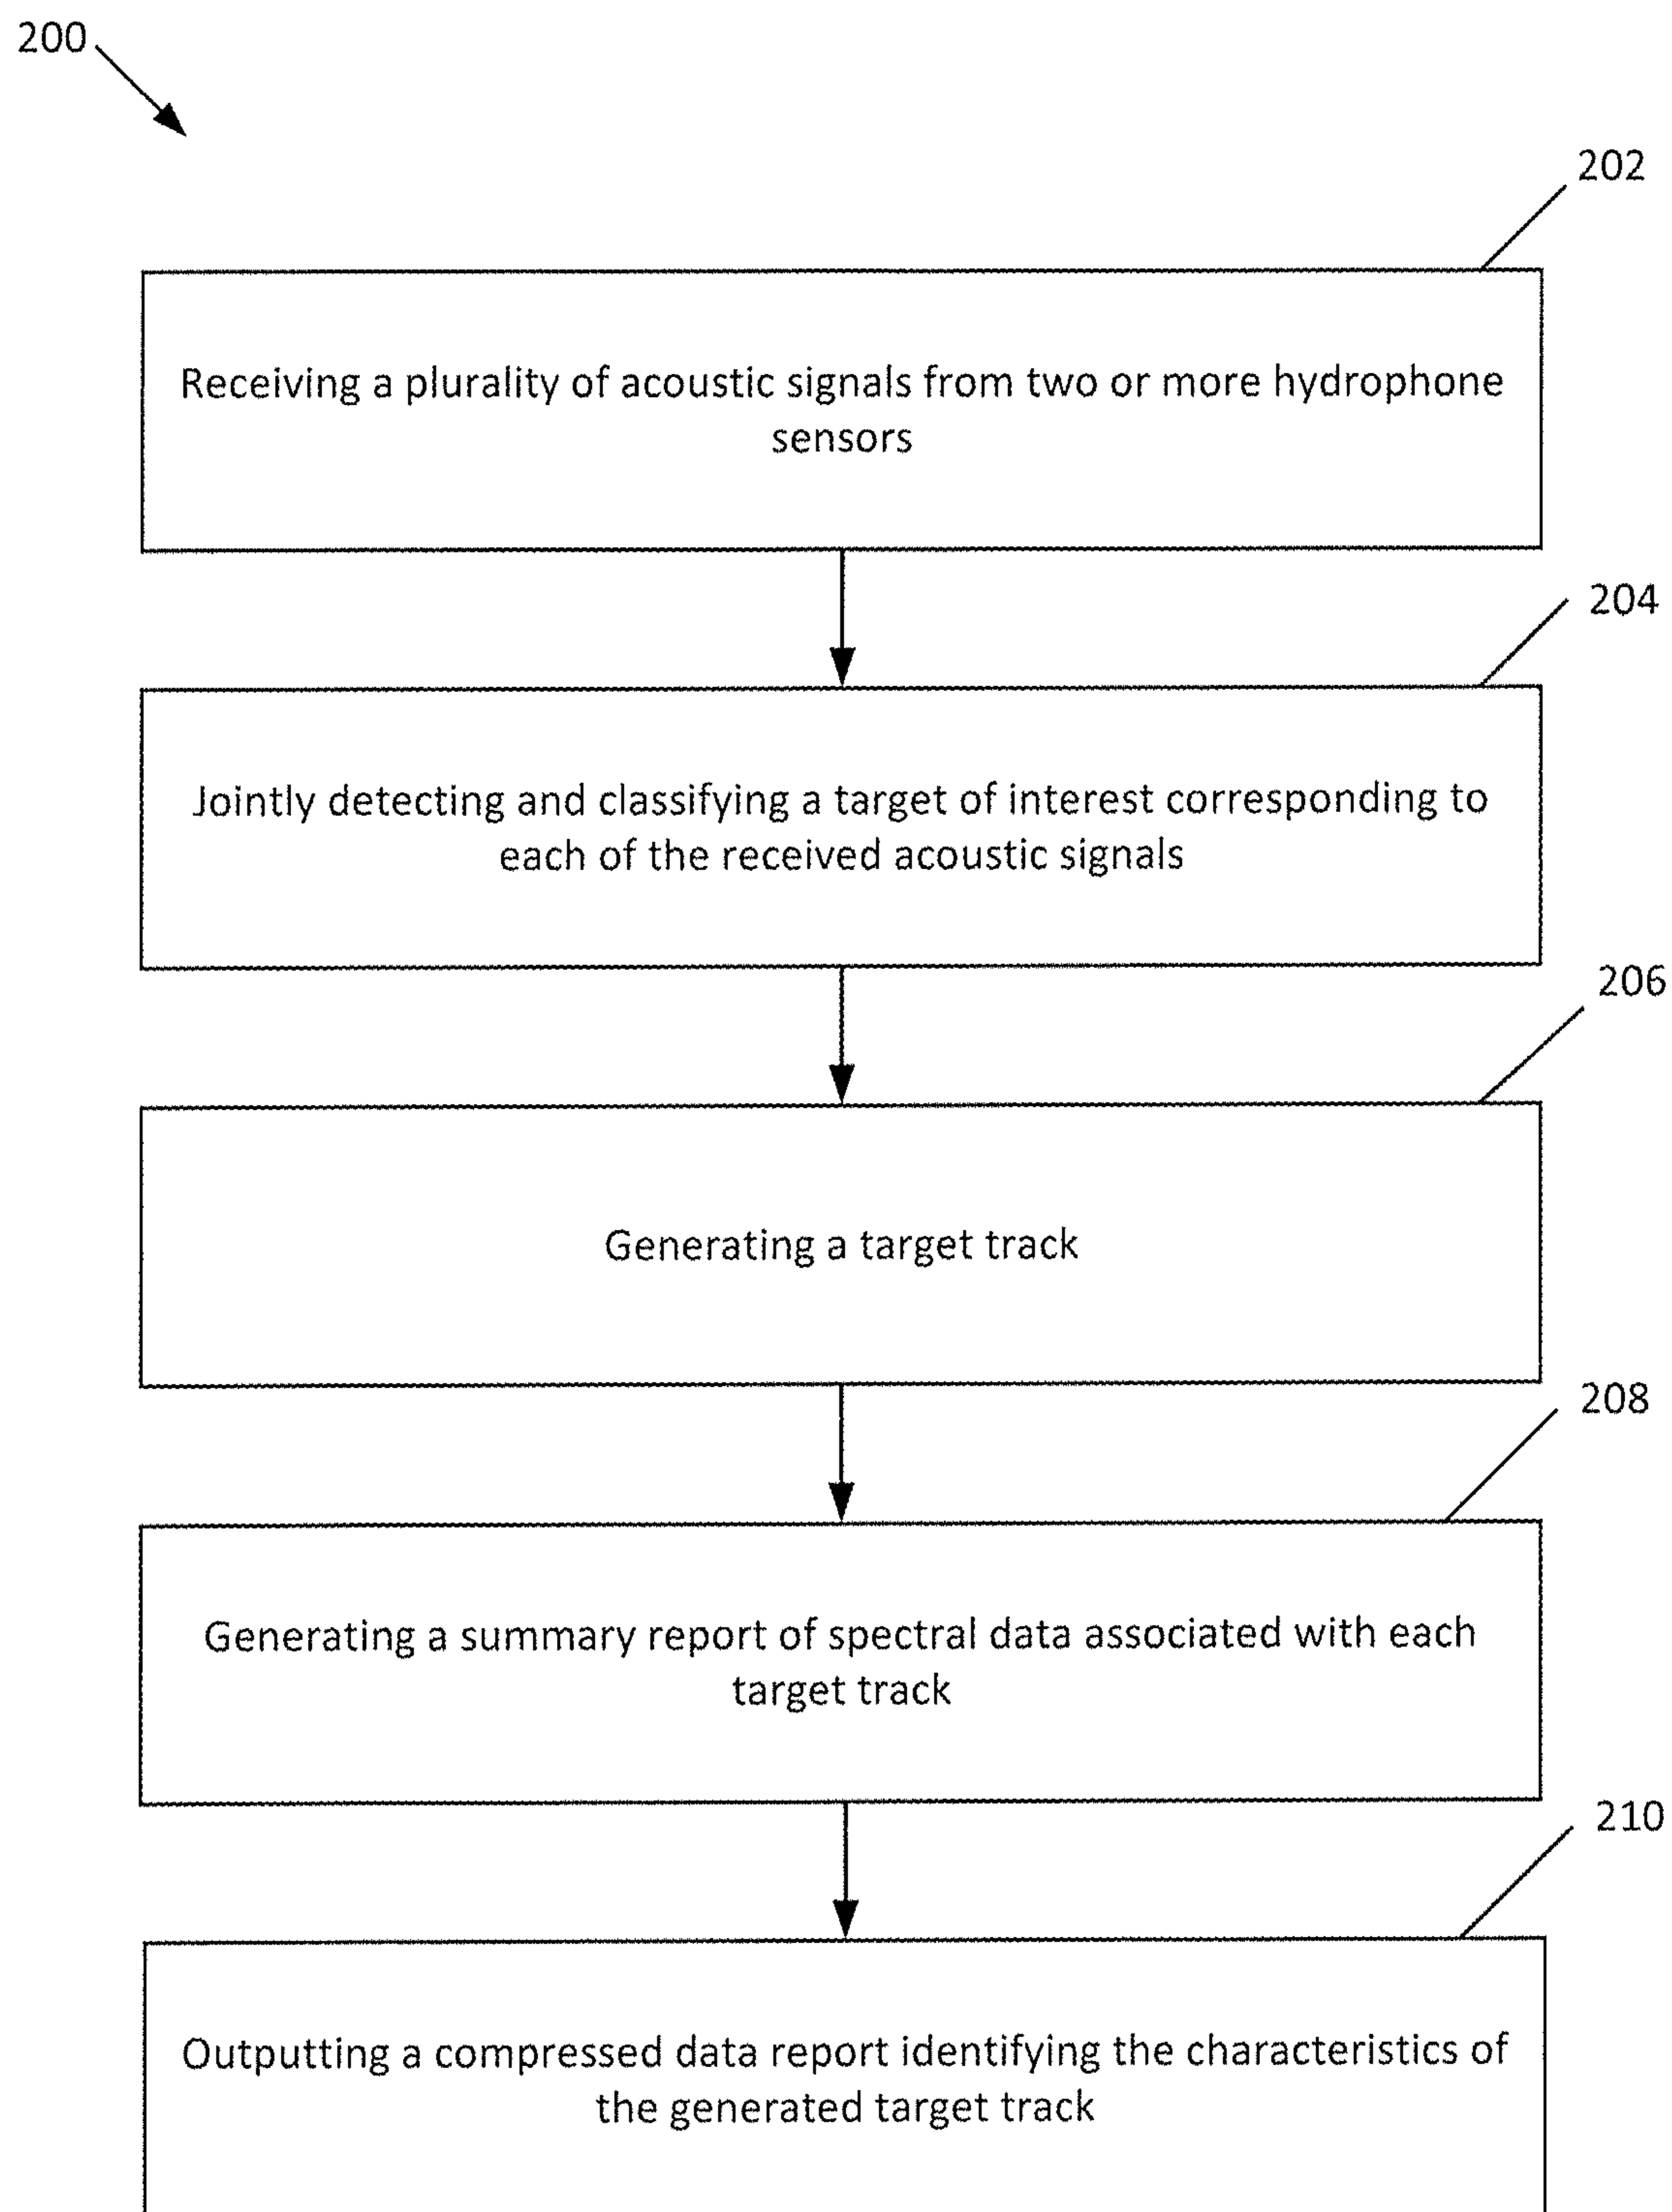 200
202
Receiving a plurality of acoustic signals from two or more hydrophone
sensors
204
Jointly detecting and classifying a target of interest corresponding to
each of the received acoustic signals
206
Generating a target track
208
Generating a summary report of spectral data associated with each
target track
210
Outputting a compressed data report identifying the characteristics of
the generated target track